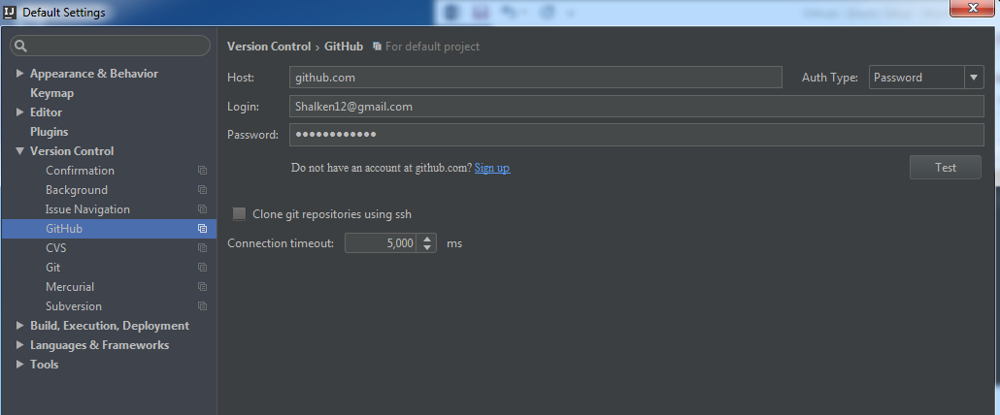 IJ Default Settings
Version Control › GitHub For default project
Appearance & Behavior
Keymap
Editor
Plugins
Version Control
Confirmation
Background
Issue Navigation
GitHub
CVS
Git
Mercurial
Subversion
Build, Execution, Deployment
Languages & Frameworks
Tools
Host: github.com Auth Type: Password
Login: Shalken12@gmail.com
Password: ●●●●●●●●●●●●
Do not have an account at github.com? Sign up
Test
Clone git repositories using ssh
Connection timeout: 5,000 ms